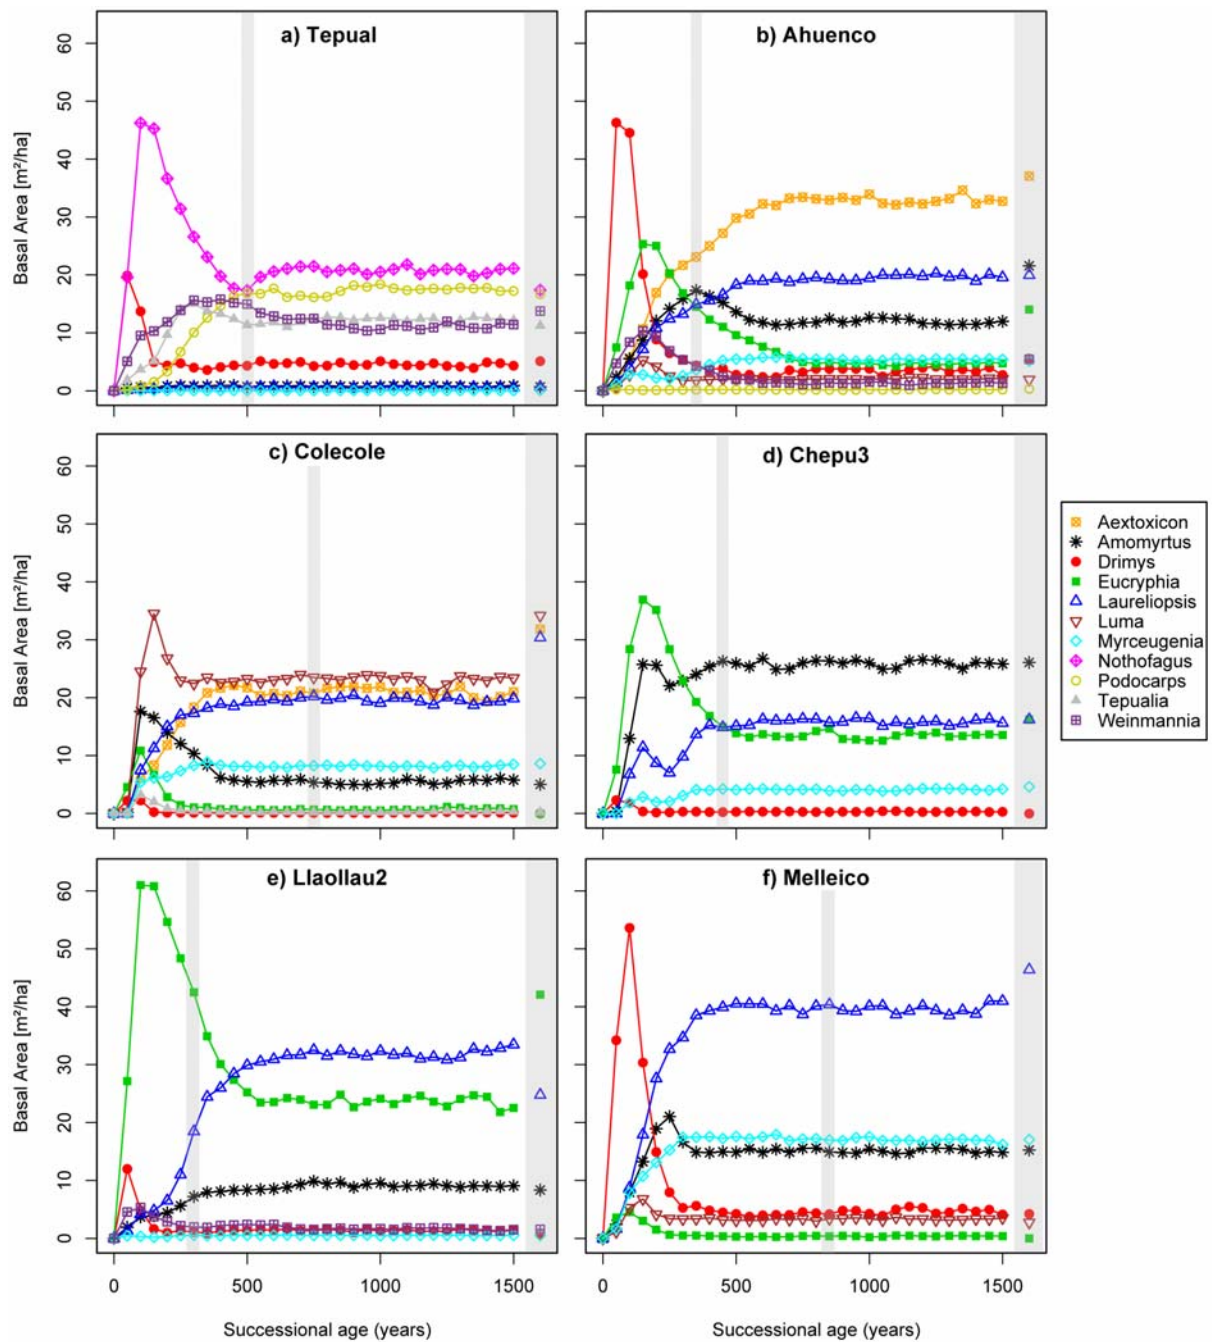 a) Tepual
b) Ahuenco
Basal Area [m²/ha]
60
50
40
30
20
10
0
c) Colecole
d) Chepu3
Basal Area [m²/ha]
60
50
40
30
20
10
0
Aextoxicon
Amomyrtus
Drimys
Eucryphia
Laureliopsis
Luma
Myrceugenia
Nothofagus
Podocarps
Tepualia
Weinmannia
e) Llaollau2
f) Melleico
Basal Area [m²/ha]
60
50
40
30
20
10
0
0 500 1000 1500
0 500 1000 1500
Successional age (years)
Successional age (years)